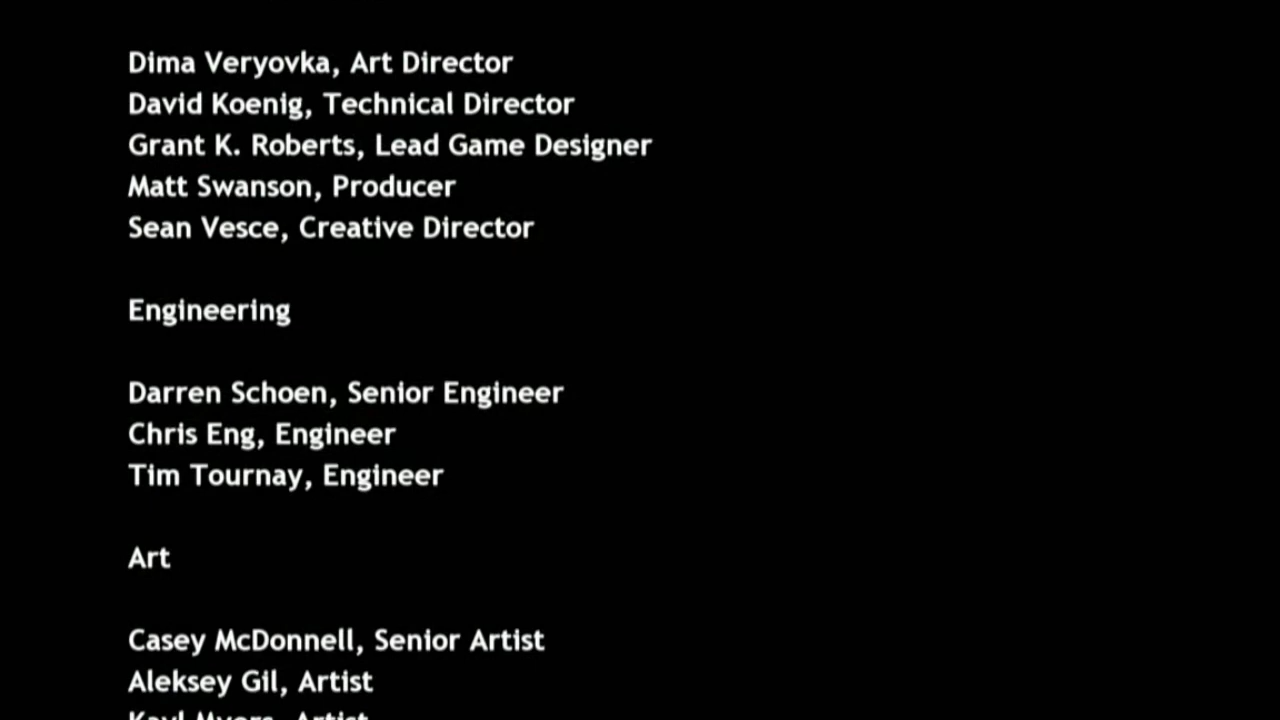 Dima Veryovka, Art Director
David Koenig, Technical Director
Grant K. Roberts, Lead Game Designer
Matt Swanson, Producer
Sean Vesce, Creative Director
Engineering
Darren Schoen, Senior Engineer
Chris Eng, Engineer
Tim Tournay, Engineer
Art
Casey McDonnell, Senior Artist
Aleksey Gil, Artist
Artist